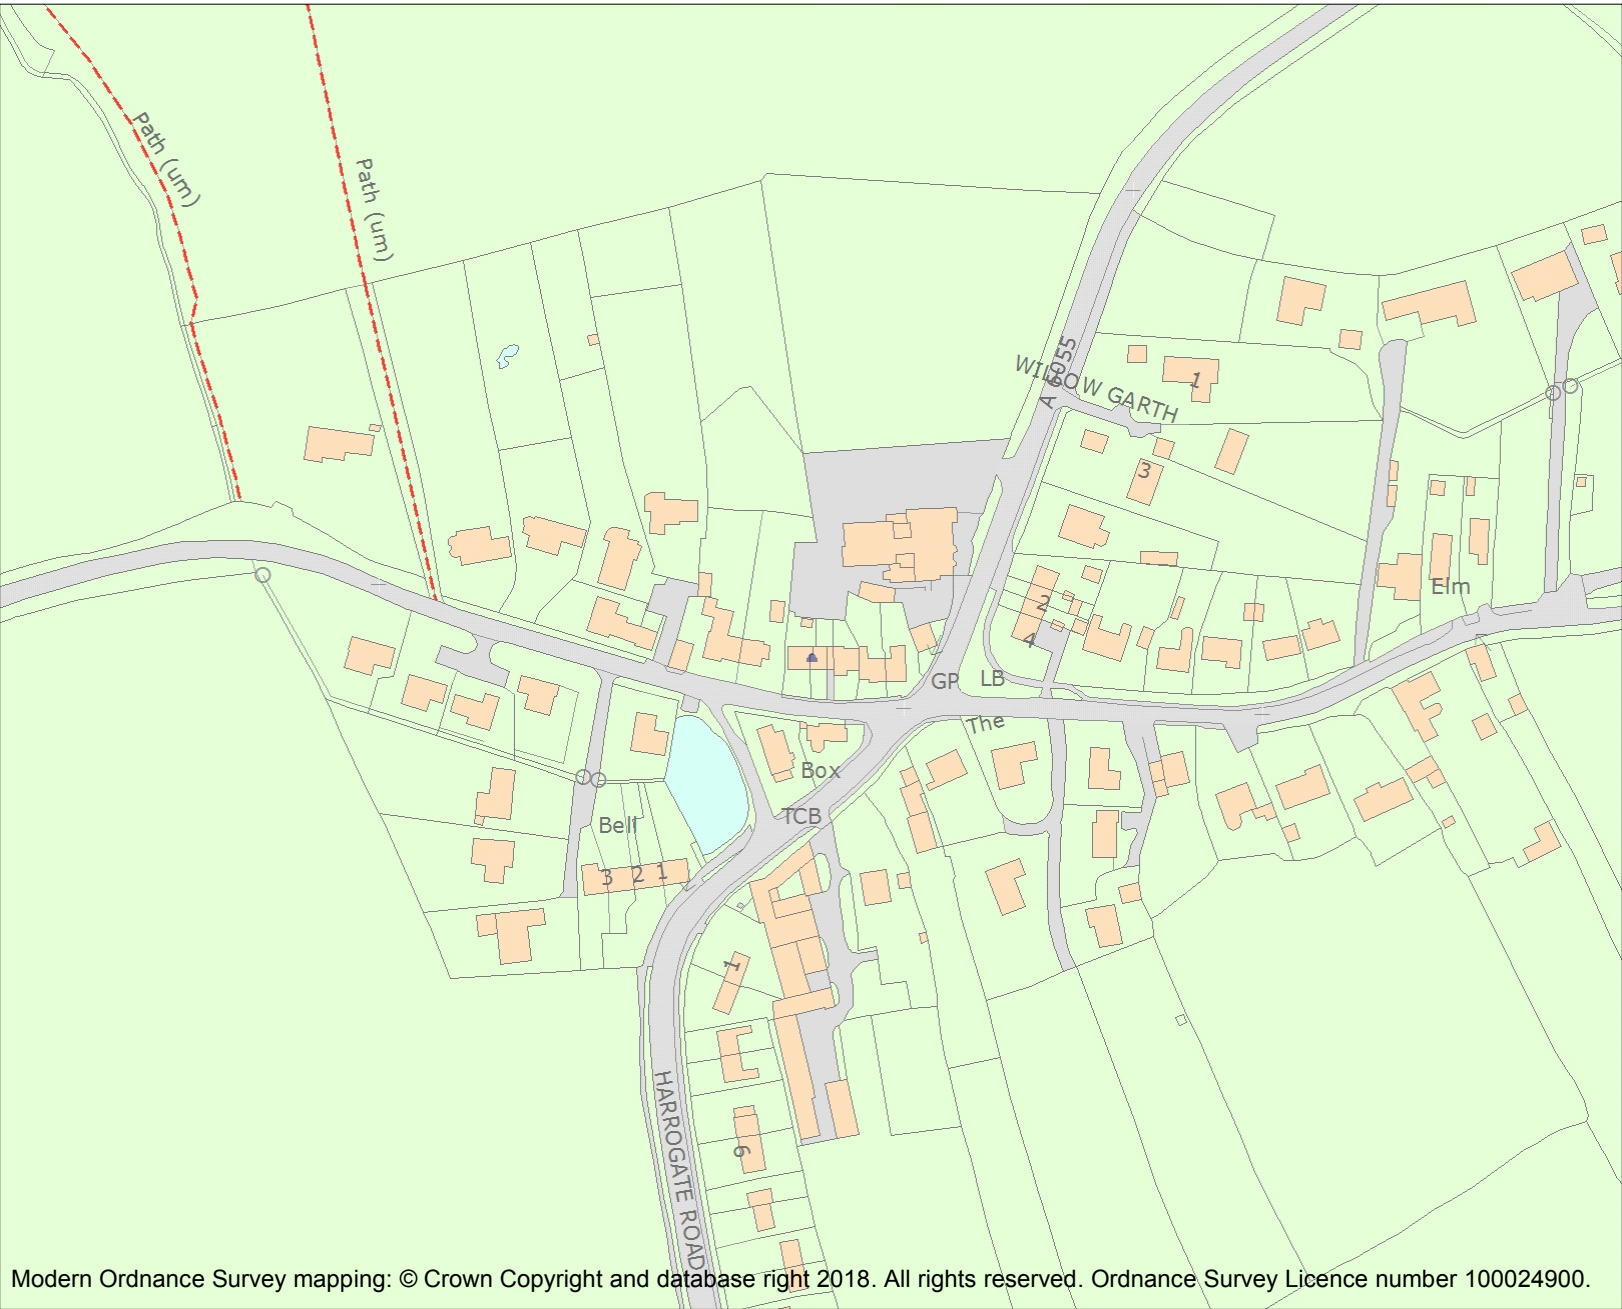 Path (um)
Path (um)
A 6055
WILLOW GARTH
1
3
Elm
2
4
GP
LB
The
Box
TCB
Bell
3 2 1
1
HARROGATE ROAD
6
Modern Ordnance Survey mapping: © Crown Copyright and database right 2018. All rights reserved. Ordnance Survey Licence number 100024900.